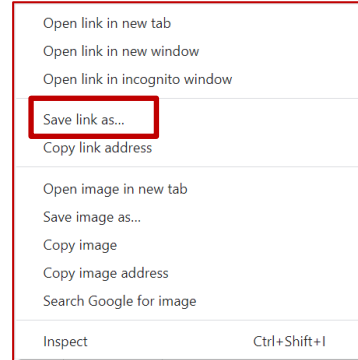 Open link in new tab
Open link in new window
Open link in incognito window
Save link as...
Copy link address
Open image in new tab
Save image as...
Copy image
Copy image address
Search Google for image
Inspect Ctrl+Shift+I